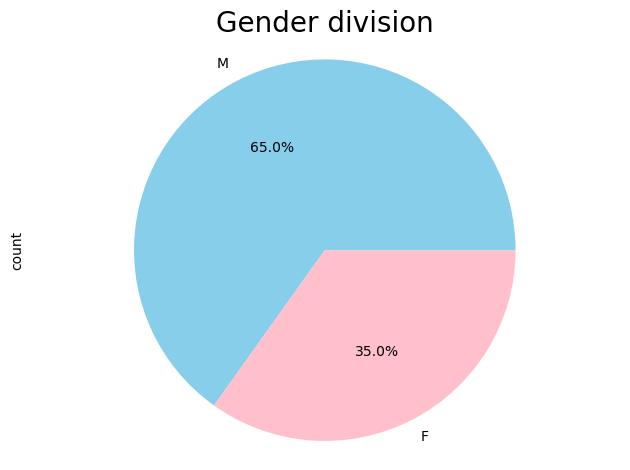 Gender division
M
65.0%
count
35.0%
F